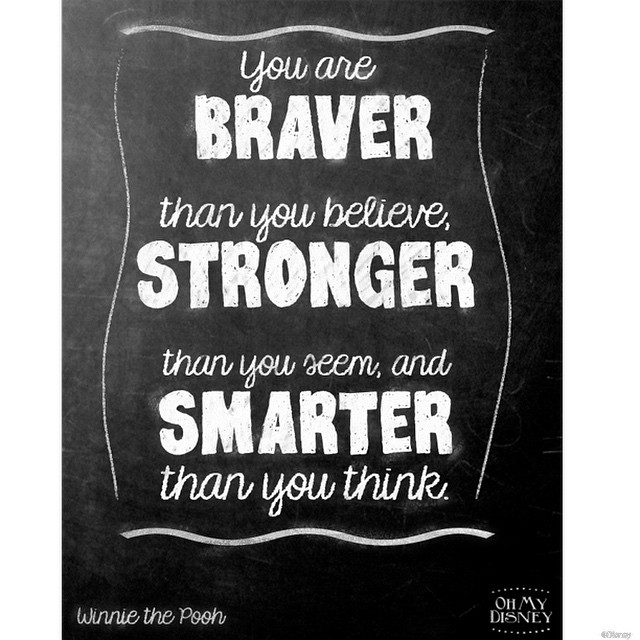 You are
BRAVER
than you believe,
STRONGER
than you seem, and
SMARTER
than you think.
Winnie the Pooh
OH MY
DISNEY
©Disney